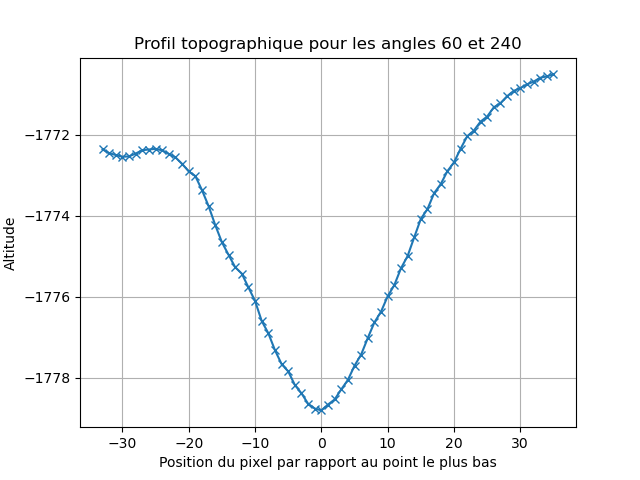 Profil topographique pour les angles 60 et 240
Altitude
−1772
−1774
−1776
−1778
−30 −20 −10 0 10 20 30
Position du pixel par rapport au point le plus bas